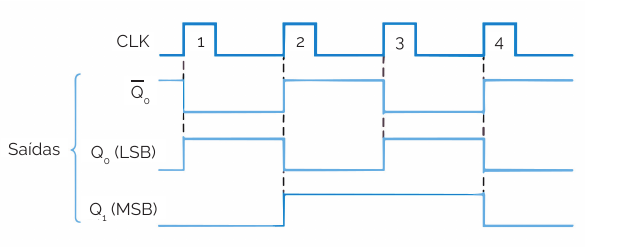 CLK 1 2 3 4
Q̅₀
Saídas
Q₀ (LSB)
Q₁ (MSB)